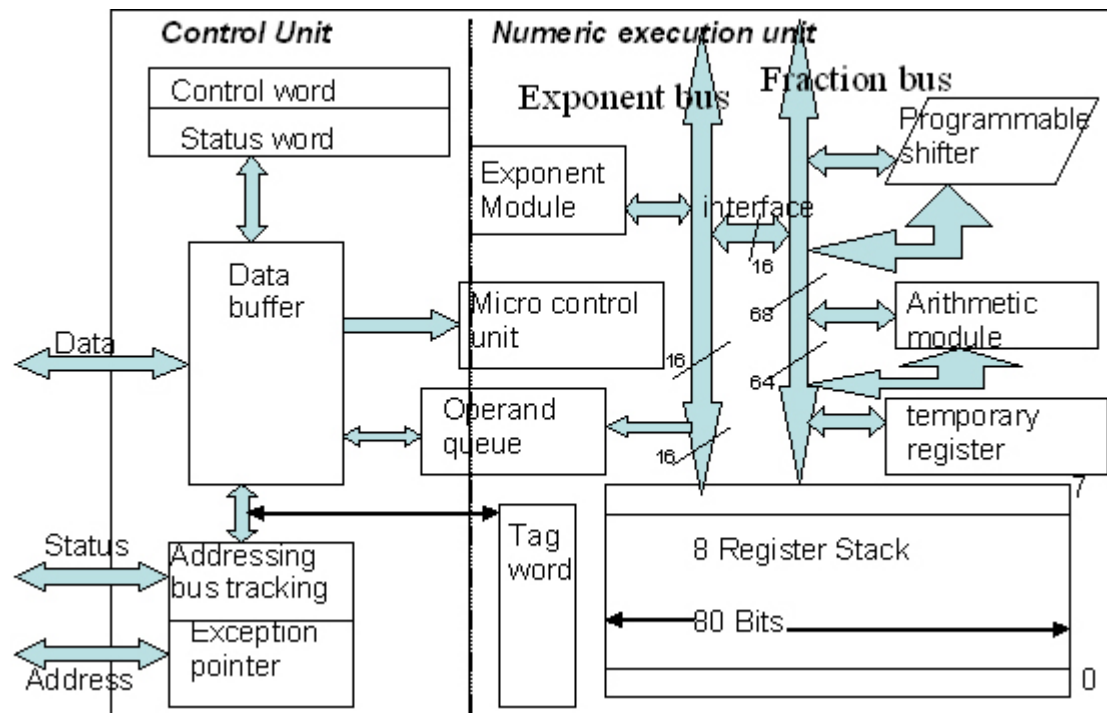 Control Unit
Numeric execution unit
Control word
Status word
Exponent bus
Fraction bus
Programmable
shifter
Exponent
Module
interface
16
Data
buffer
Micro control
unit
68
Arithmetic
module
Data
16
64
Operand
queue
16
temporary
register
7
Status
Addressing
bus tracking
Tag
word
8 Register Stack
80 Bits
Exception
pointer
Address
0